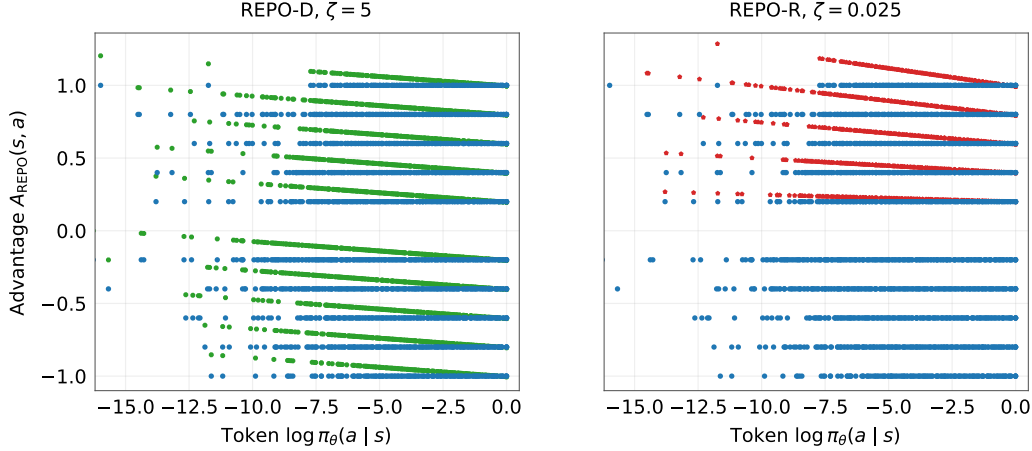 REPO-D, ζ = 5
REPO-R, ζ = 0.025
Advantage A_REPO(s, a)
1.0
0.5
0.0
−0.5
−1.0
−15.0 −12.5 −10.0 −7.5 −5.0 −2.5 0.0
−15.0 −12.5 −10.0 −7.5 −5.0 −2.5 0.0
Token log π_θ(a | s)
Token log π_θ(a | s)